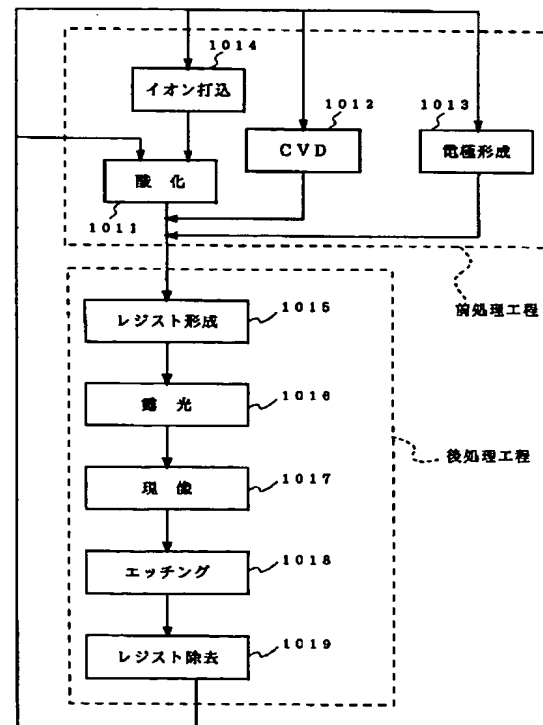 1014
イオン打込
1012
CVD
1013
電極形成
酸化
1011
前処理工程
レジスト形成
1015
露光
1016
後処理工程
現像
1017
エッチング
1018
レジスト除去
1019